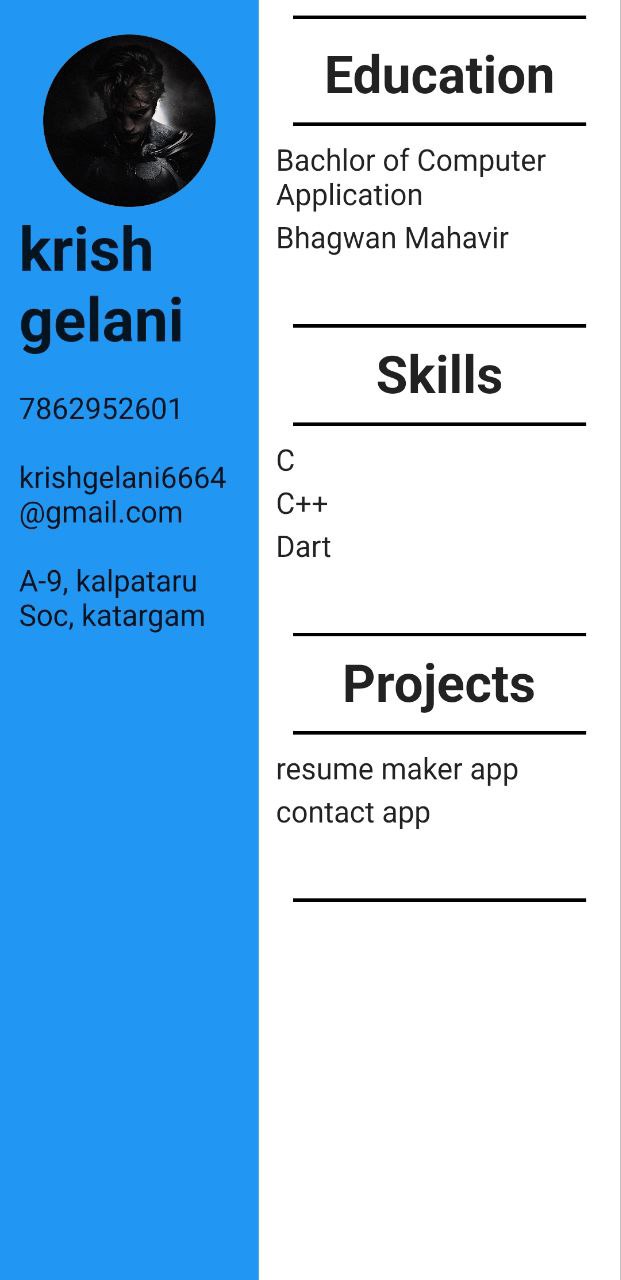 krish
gelani
7862952601
krishgelani6664
@gmail.com
A-9, kalpataru
Soc, katargam
Education
Bachlor of Computer
Application
Bhagwan Mahavir
Skills
C
C++
Dart
Projects
resume maker app
contact app